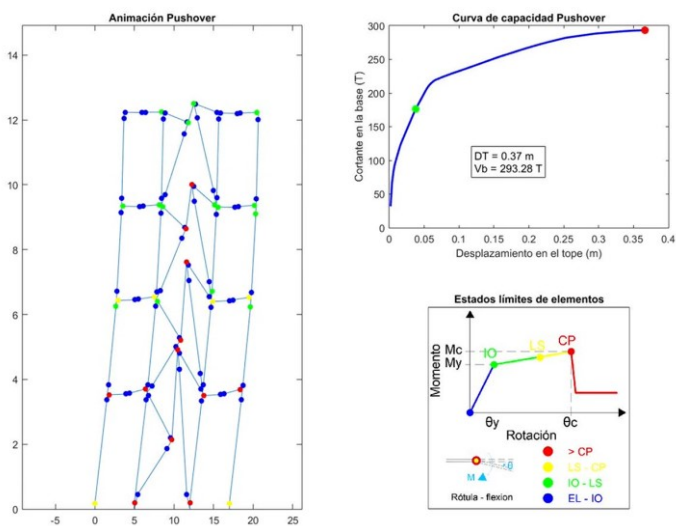 Animación Pushover
14
12
10
8
6
4
2
0
-5
0
5
10
15
20
25
Curva de capacidad Pushover
Cortante en la base (T)
300
250
200
150
100
50
0
DT = 0.37 m
Vb = 293.28 T
0
0.05
0.1
0.15
0.2
0.25
0.3
0.35
0.4
Desplazamiento en el tope (m)
Estados límites de elementos
Momento
Mc
My
IO
LS
CP
θy
θc
Rotación
θ
M
Rótula - flexion
> CP
LS - CP
IO - LS
EL - IO